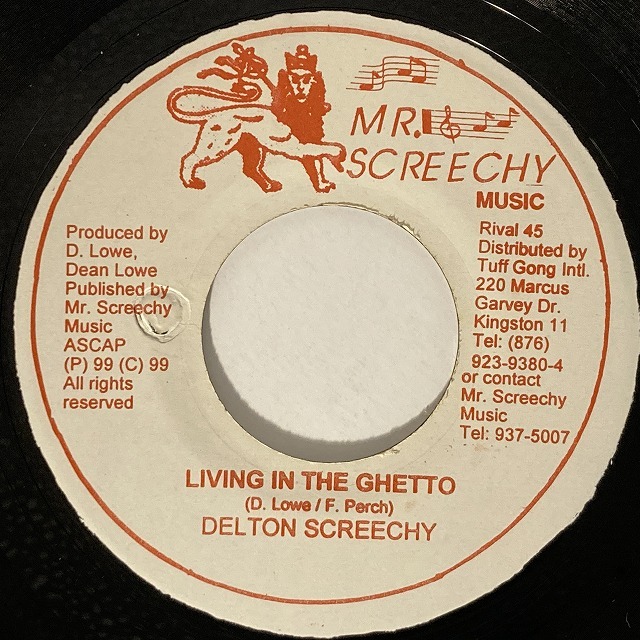 MR.
SCREECHY
MUSIC
Produced by
D. Lowe,
Dean Lowe
Published by
Mr. Screechy
Music
ASCAP
(P) 99 (C) 99
All rights
reserved
Rival 45
Distributed by
Tuff Gong Intl.
220 Marcus
Garvey Dr.
Kingston 11
Tel: (876)
923-9380-4
or contact
Mr. Screechy
Music
Tel: 937-5007
LIVING IN THE GHETTO
(D. Lowe / F. Perch)
DELTON SCREECHY